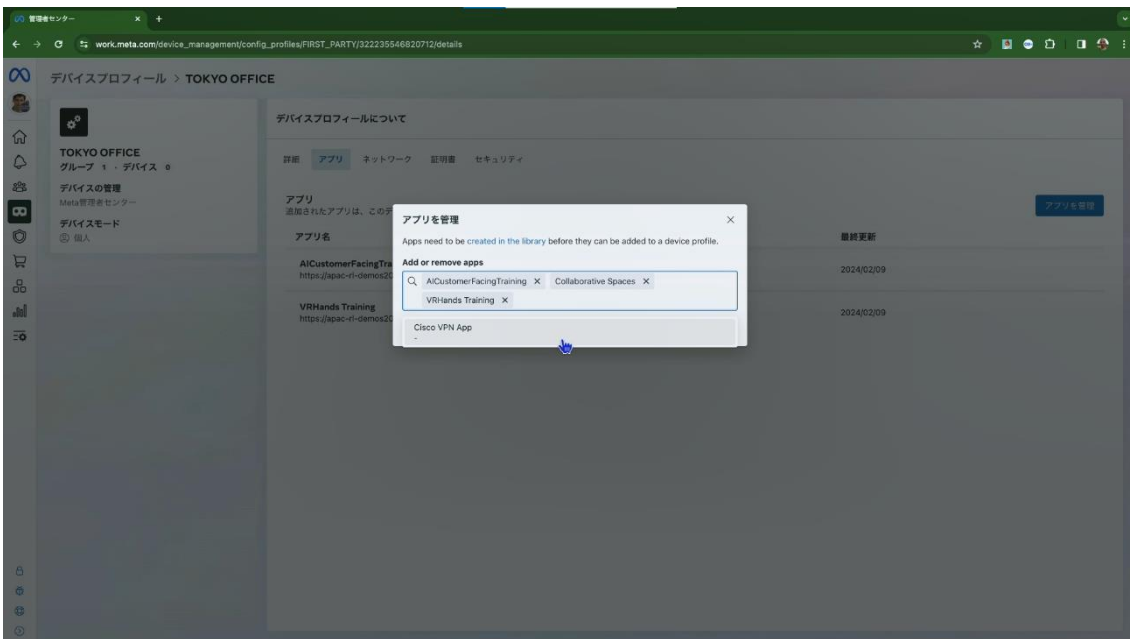 管理者センター
work.meta.com/device_management/config_profiles/FIRST_PARTY/322235546820712/details
デバイスプロフィール > TOKYO OFFICE
TOKYO OFFICE
グループ 1 · デバイス 0
デバイスの管理
Meta管理者センター
デバイスモード
個人
デバイスプロフィールについて
詳細 アプリ ネットワーク 証明書 セキュリティ
アプリ
追加されたアプリは、このデ
アプリを管理
アプリ名 最終更新
AICustomerFacingTra
https://apac-rl-demos20
2024/02/09
VRHands Training
https://apac-rl-demos20
2024/02/09
アプリを管理
Apps need to be created in the library before they can be added to a device profile.
Add or remove apps
AICustomerFacingTraining × Collaborative Spaces ×
VRHands Training ×
Cisco VPN App
-